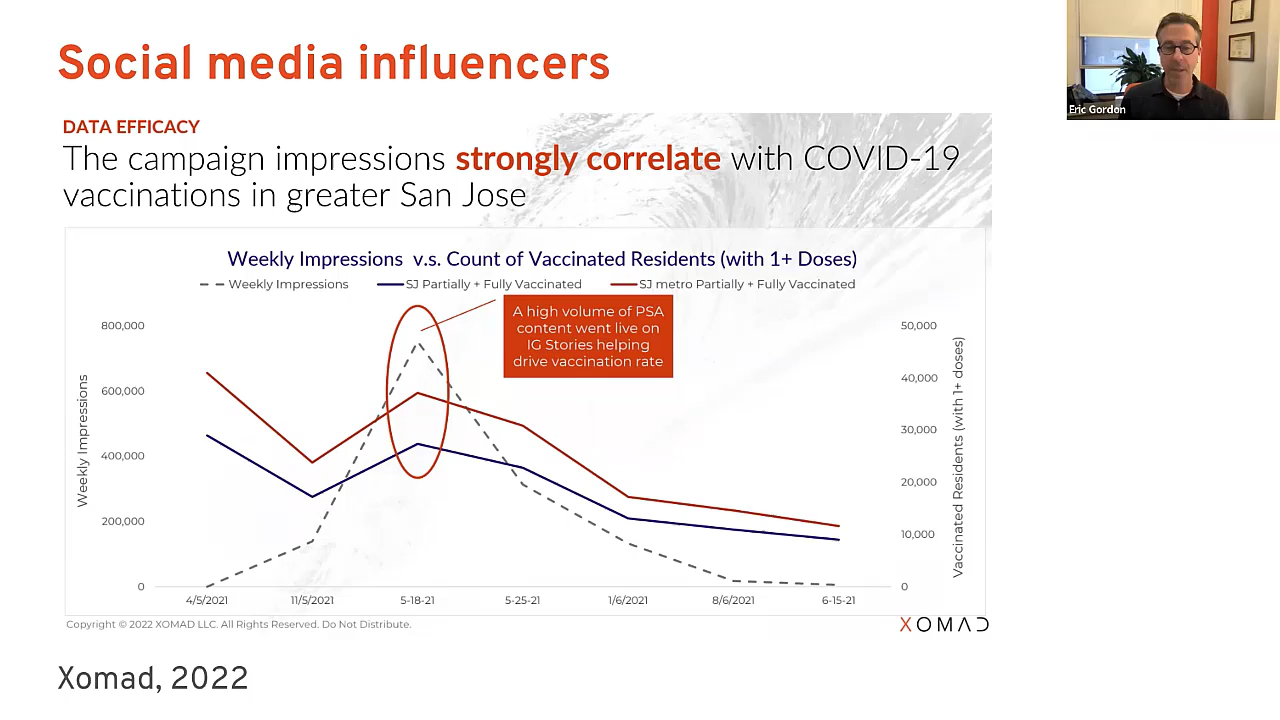 Social media influencers
Eric Gordon
DATA EFFICACY
The campaign impressions strongly correlate with COVID-19
vaccinations in greater San Jose
Weekly Impressions v.s. Count of Vaccinated Residents (with 1+ Doses)
Weekly Impressions
SJ Partially + Fully Vaccinated
SJ metro Partially + Fully Vaccinated
A high volume of PSA
content went live on
IG Stories helping
drive vaccination rate
Weekly Impressions
800,000
600,000
400,000
200,000
0
50,000
40,000
30,000
20,000
10,000
0
Vaccinated Residents (with 1+ doses)
4/5/2021
11/5/2021
5-18-21
5-25-21
1/6/2021
8/6/2021
6-15-21
Copyright © 2022 XOMAD LLC. All Rights Reserved. Do Not Distribute.
XOMAD
Xomad, 2022